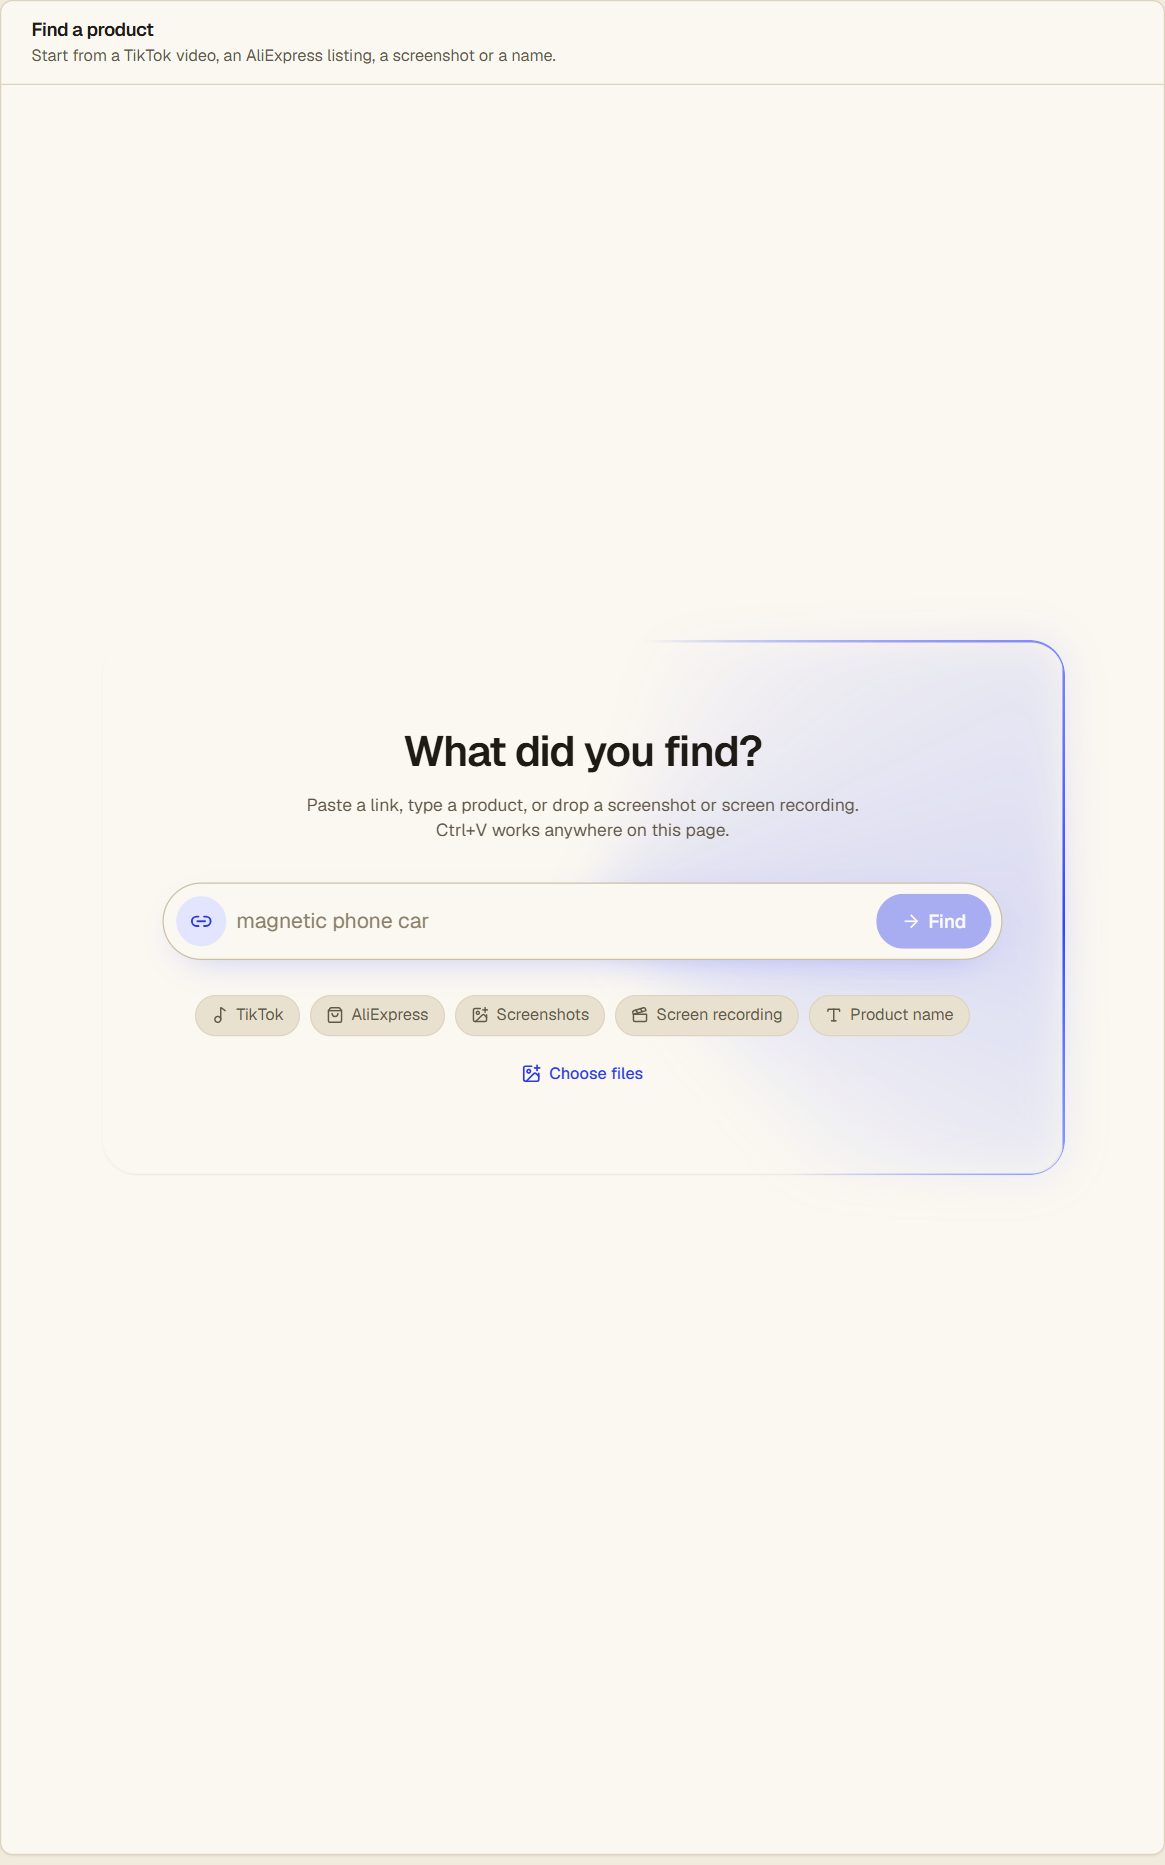 Find a product
Start from a TikTok video, an AliExpress listing, a screenshot or a name.
What did you find?
Paste a link, type a product, or drop a screenshot or screen recording.
Ctrl+V works anywhere on this page.
magnetic phone car
Find
TikTok
AliExpress
Screenshots
Screen recording
Product name
Choose files